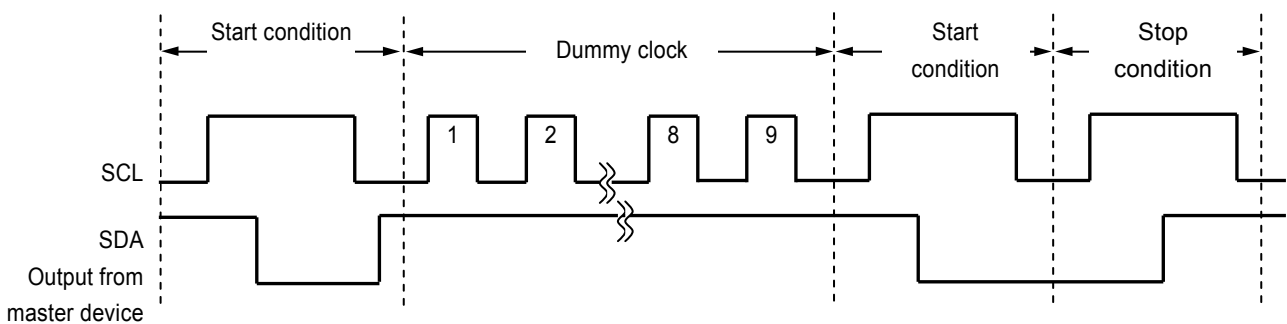 Start condition
Dummy clock
Start
condition
Stop
condition
1 2 8 9
SCL
SDA
Output from
master device